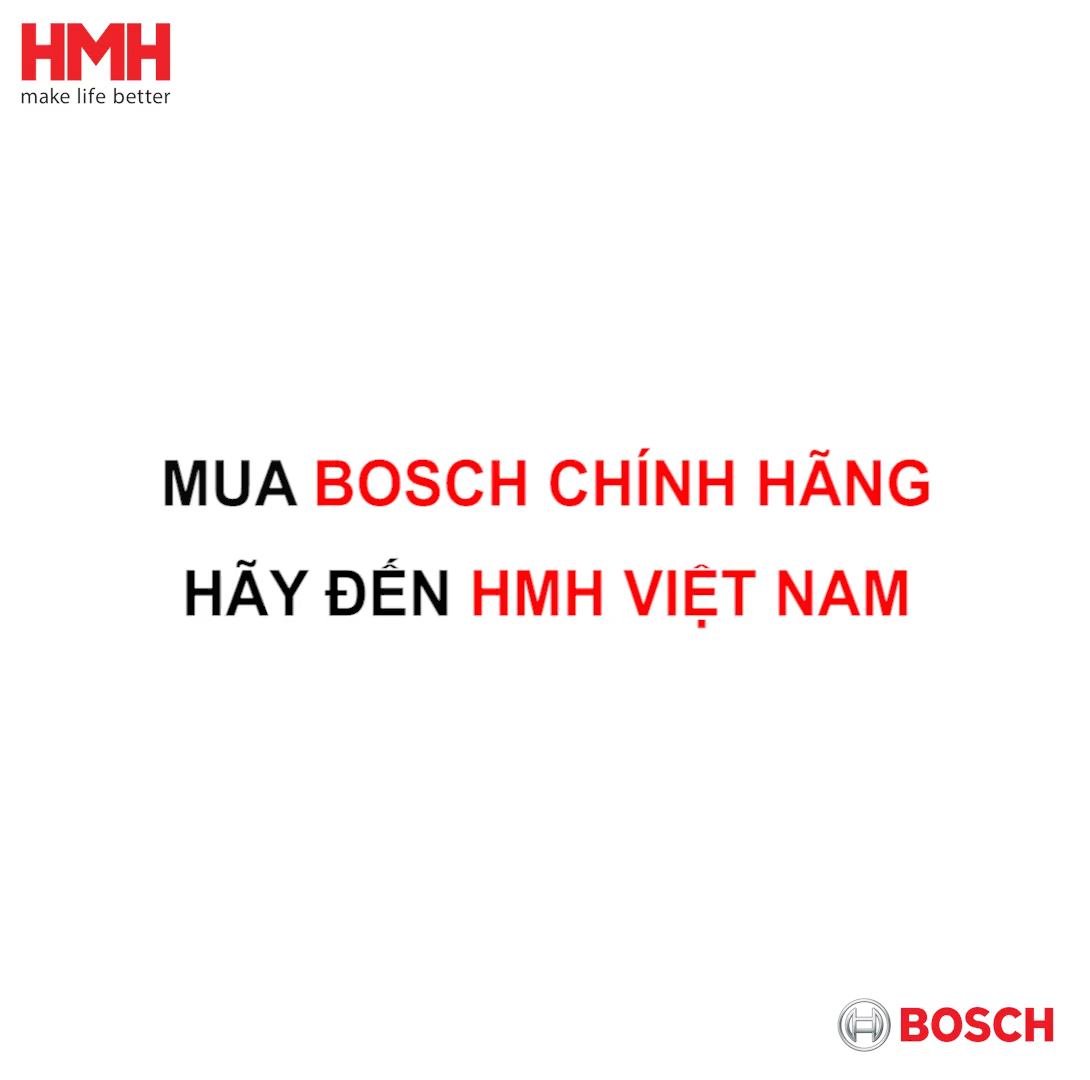 HMH
make life better
MUA BOSCH CHÍNH HÃNG
HÃY ĐẾN HMH VIỆT NAM
BOSCH